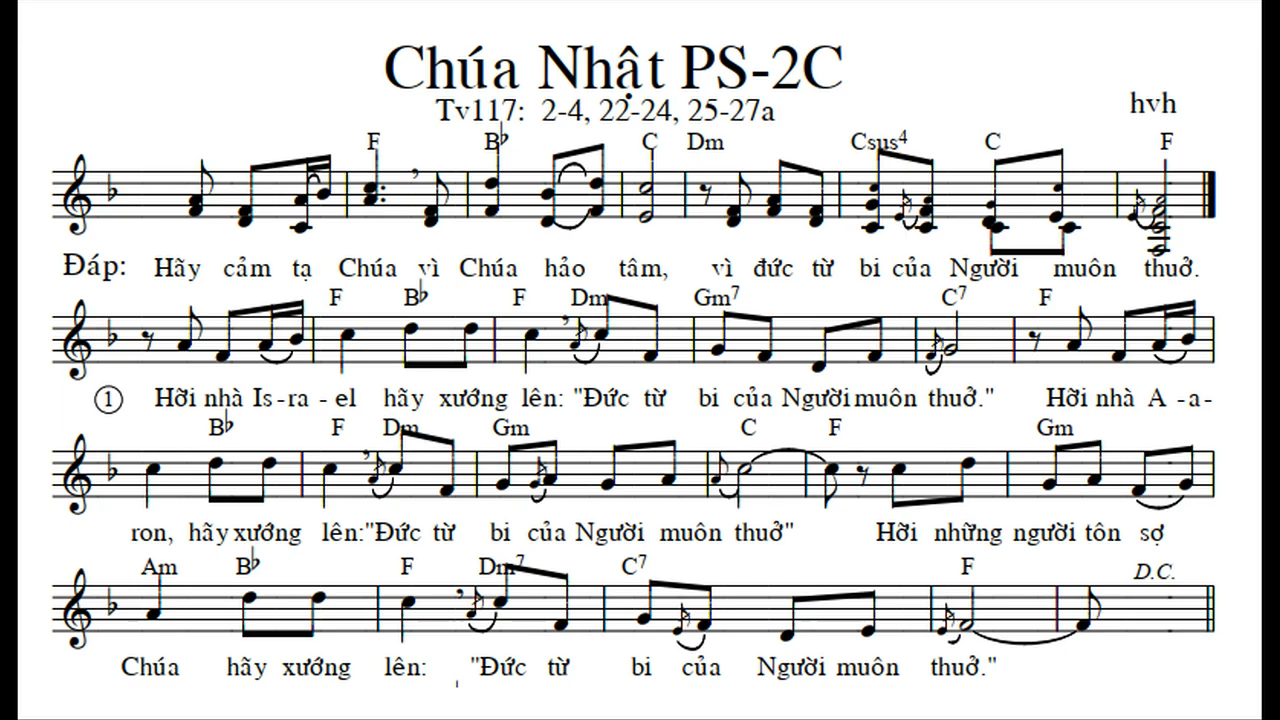 Chúa Nhật PS-2C
Tv117: 2-4, 22-24, 25-27a
hvh
F B♭ C Dm Csus4 C F
Đáp: Hãy cảm tạ Chúa vì Chúa hảo tâm, vì đức từ bi của Người muôn thuở.
F B♭ F Dm Gm7 C7 F
1 Hỡi nhà Is-ra-el hãy xướng lên: "Đức từ bi của Người muôn thuở." Hỡi nhà A-a-
B♭ F Dm Gm C F Gm
ron, hãy xướng lên:"Đức từ bi của Người muôn thuở" Hỡi những người tôn sợ
Am B♭ F Dm7 C7 F D.C.
Chúa hãy xướng lên: "Đức từ bi của Người muôn thuở."